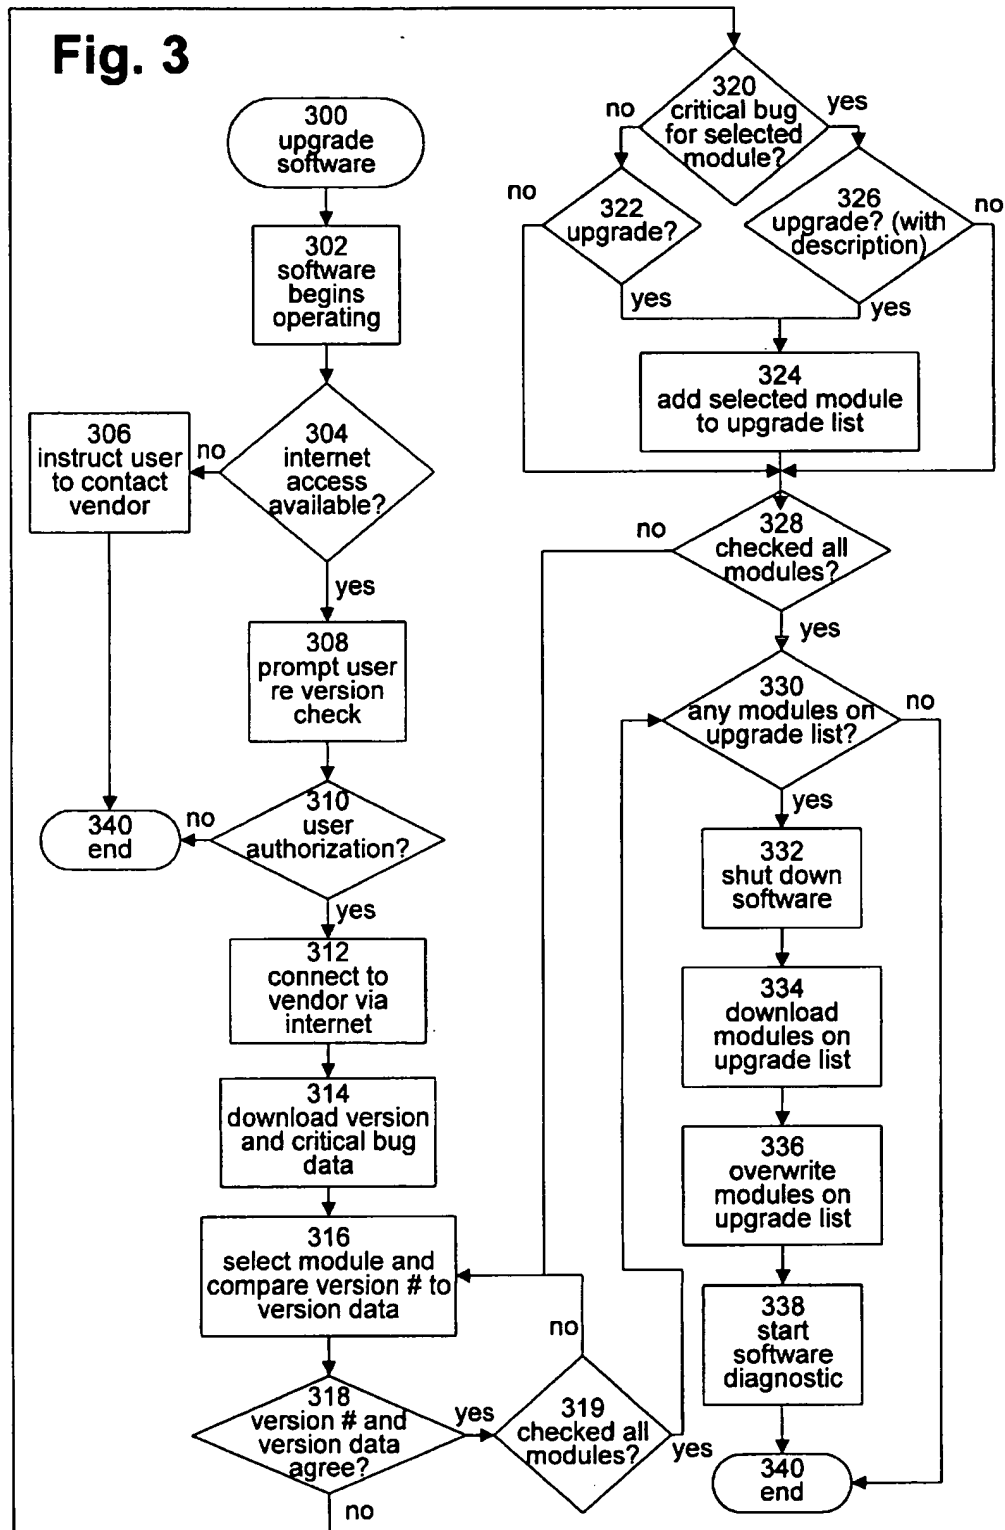 Fig. 3
300
upgrade
software
302
software
begins
operating
304
internet
access
available?
no
306
instruct user
to contact
vendor
yes
308
prompt user
re version
check
310
user
authorization?
no
340
end
yes
312
connect to
vendor via
internet
314
download version
and critical bug
data
316
select module and
compare version # to
version data
318
version # and
version data
agree?
yes
no
319
checked all
modules?
no
yes
320
critical bug
for selected
module?
no
yes
322
upgrade?
no
yes
326
upgrade? (with
description)
no
yes
324
add selected module
to upgrade list
328
checked all
modules?
no
yes
330
any modules on
upgrade list?
no
yes
332
shut down
software
334
download
modules on
upgrade list
336
overwrite
modules on
upgrade list
338
start
software
diagnostic
340
end